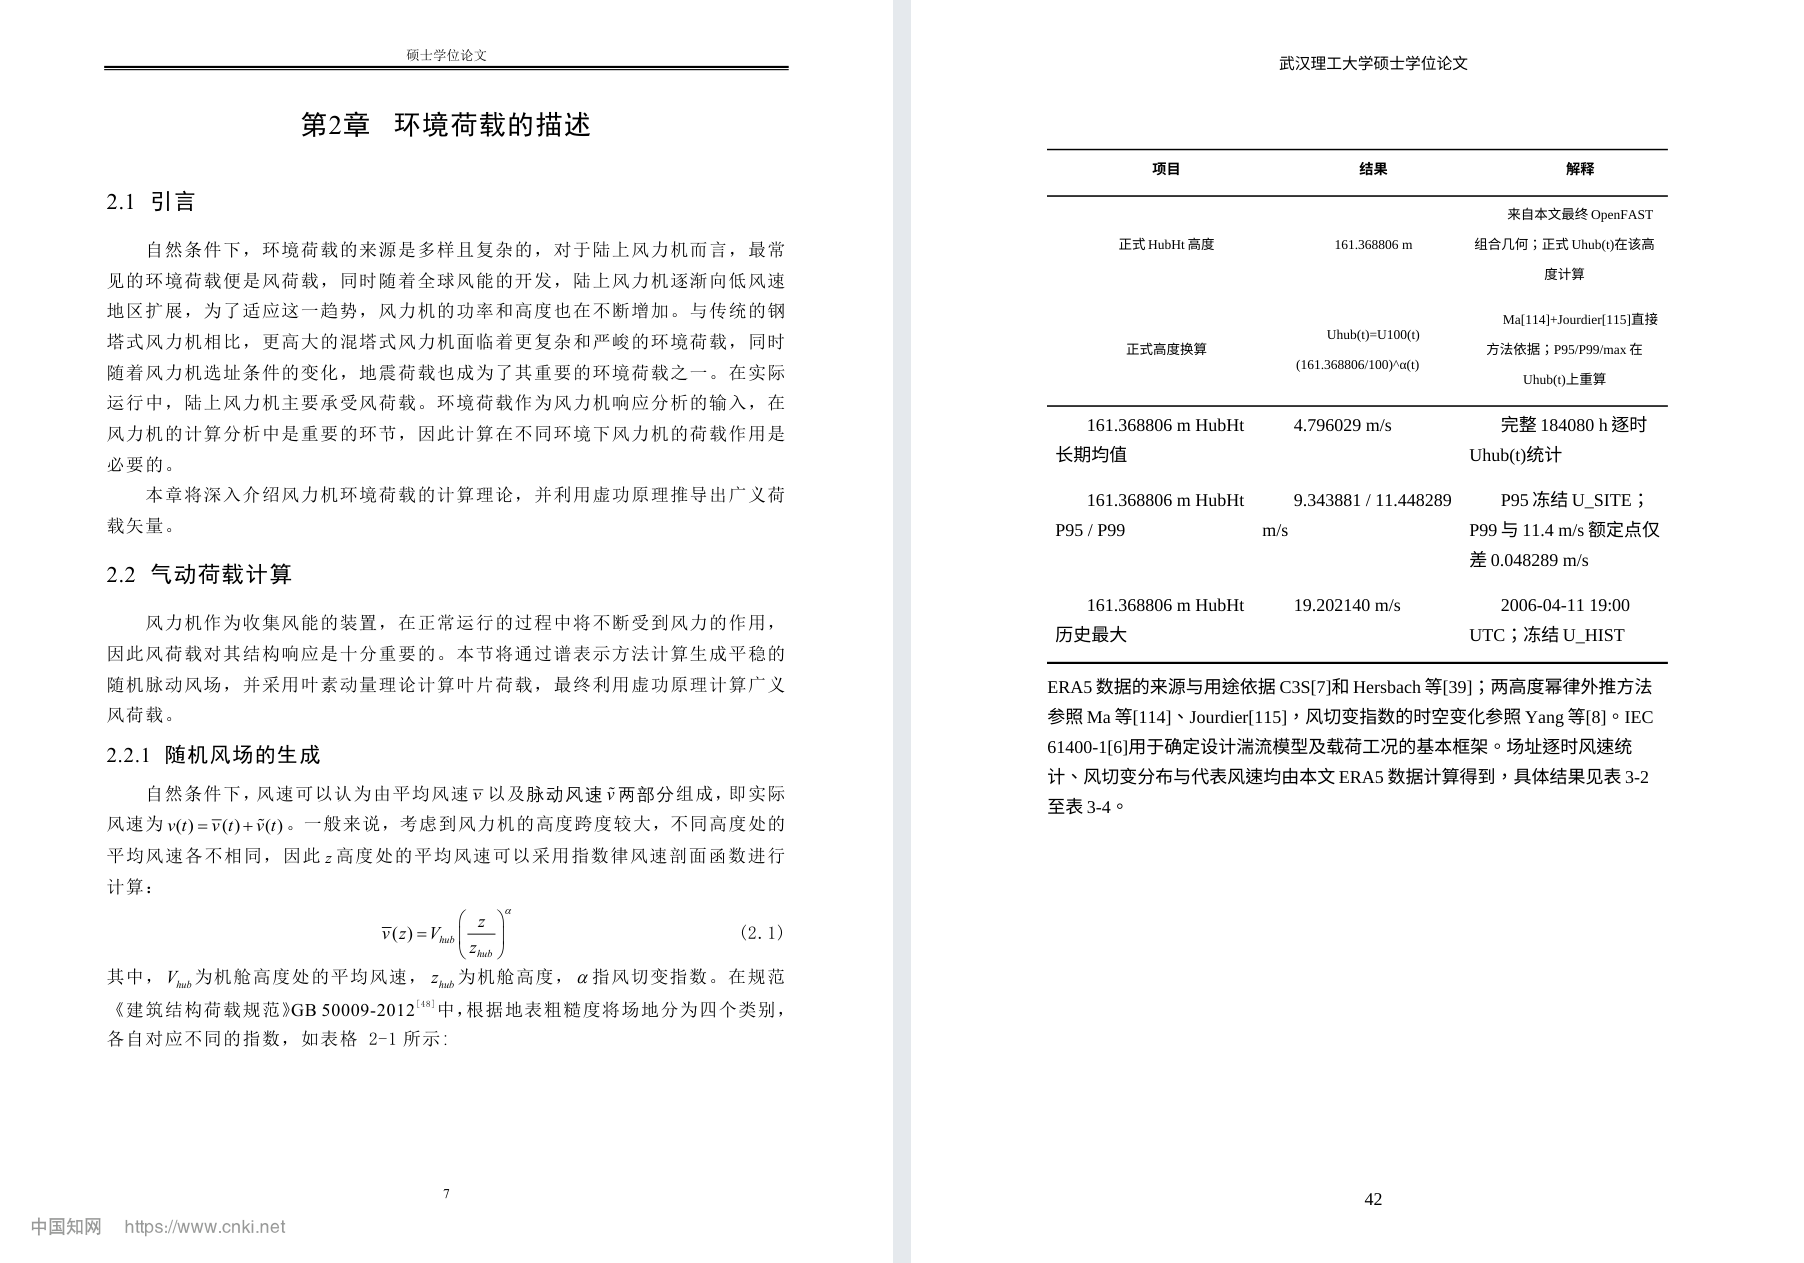 硕士学位论文
第2章 环境荷载的描述
2.1 引言
自然条件下，环境荷载的来源是多样且复杂的，对于陆上风力机而言，最常
见的环境荷载便是风荷载，同时随着全球风能的开发，陆上风力机逐渐向低风速
地区扩展，为了适应这一趋势，风力机的功率和高度也在不断增加。与传统的钢
塔式风力机相比，更高大的混塔式风力机面临着更复杂和严峻的环境荷载，同时
随着风力机选址条件的变化，地震荷载也成为了其重要的环境荷载之一。在实际
运行中，陆上风力机主要承受风荷载。环境荷载作为风力机响应分析的输入，在
风力机的计算分析中是重要的环节，因此计算在不同环境下风力机的荷载作用是
必要的。
本章将深入介绍风力机环境荷载的计算理论，并利用虚功原理推导出广义荷
载矢量。
2.2 气动荷载计算
风力机作为收集风能的装置，在正常运行的过程中将不断受到风力的作用，
因此风荷载对其结构响应是十分重要的。本节将通过谱表示方法计算生成平稳的
随机脉动风场，并采用叶素动量理论计算叶片荷载，最终利用虚功原理计算广义
风荷载。
2.2.1 随机风场的生成
自然条件下，风速可以认为由平均风速 v̅ 以及脉动风速 ṽ 两部分组成，即实际
风速为 v(t) = v̅(t) + ṽ(t) 。一般来说，考虑到风力机的高度跨度较大，不同高度处的
平均风速各不相同，因此 z 高度处的平均风速可以采用指数律风速剖面函数进行
计算：
v̅(z) = V_hub (z / z_hub)^α (2.1)
其中，V_hub 为机舱高度处的平均风速，z_hub 为机舱高度，α 指风切变指数。在规范
《建筑结构荷载规范》GB 50009-2012[48]中，根据地表粗糙度将场地分为四个类别，
各自对应不同的指数，如表格 2-1 所示：
7
中国知网 https://www.cnki.net
武汉理工大学硕士学位论文
项目 结果 解释
来自本文最终 OpenFAST
正式 HubHt 高度 161.368806 m 组合几何；正式 Uhub(t)在该高
度计算
Ma[114]+Jourdier[115]直接
Uhub(t)=U100(t)
正式高度换算 方法依据；P95/P99/max 在
(161.368806/100)^α(t)
Uhub(t)上重算
161.368806 m HubHt 4.796029 m/s 完整 184080 h 逐时
长期均值 Uhub(t)统计
161.368806 m HubHt 9.343881 / 11.448289 P95 冻结 U_SITE；
P95 / P99 m/s P99 与 11.4 m/s 额定点仅
差 0.048289 m/s
161.368806 m HubHt 19.202140 m/s 2006-04-11 19:00
历史最大 UTC；冻结 U_HIST
ERA5 数据的来源与用途依据 C3S[7]和 Hersbach 等[39]；两高度幂律外推方法
参照 Ma 等[114]、Jourdier[115]，风切变指数的时空变化参照 Yang 等[8]。IEC
61400-1[6]用于确定设计湍流模型及载荷工况的基本框架。场址逐时风速统
计、风切变分布与代表风速均由本文 ERA5 数据计算得到，具体结果见表 3-2
至表 3-4。
42